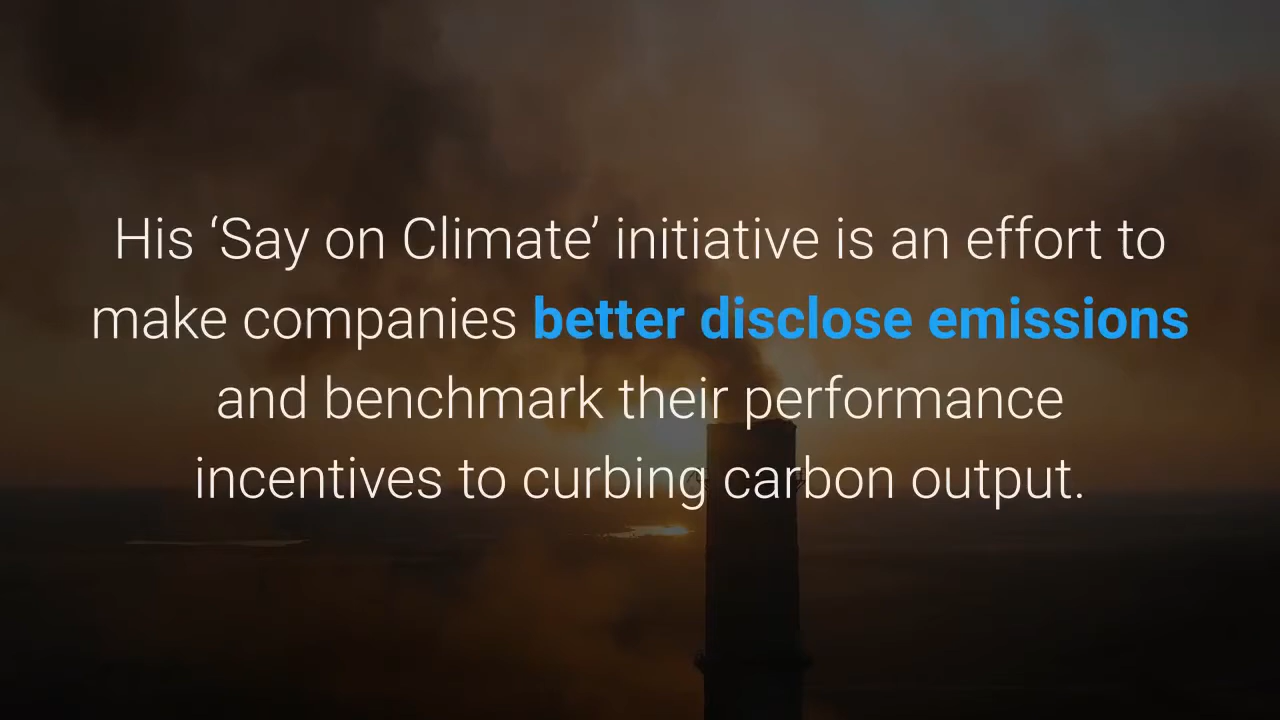 His ‘Say on Climate’ initiative is an effort to
make companies better disclose emissions
and benchmark their performance
incentives to curbing carbon output.